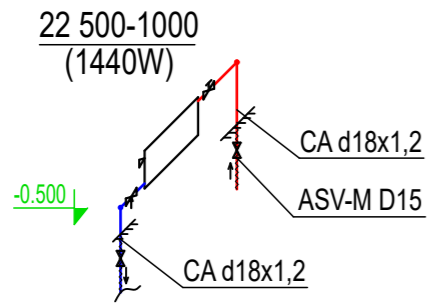 22 500-1000
(1440W)
CA d18x1,2
-0.500
ASV-M D15
CA d18x1,2